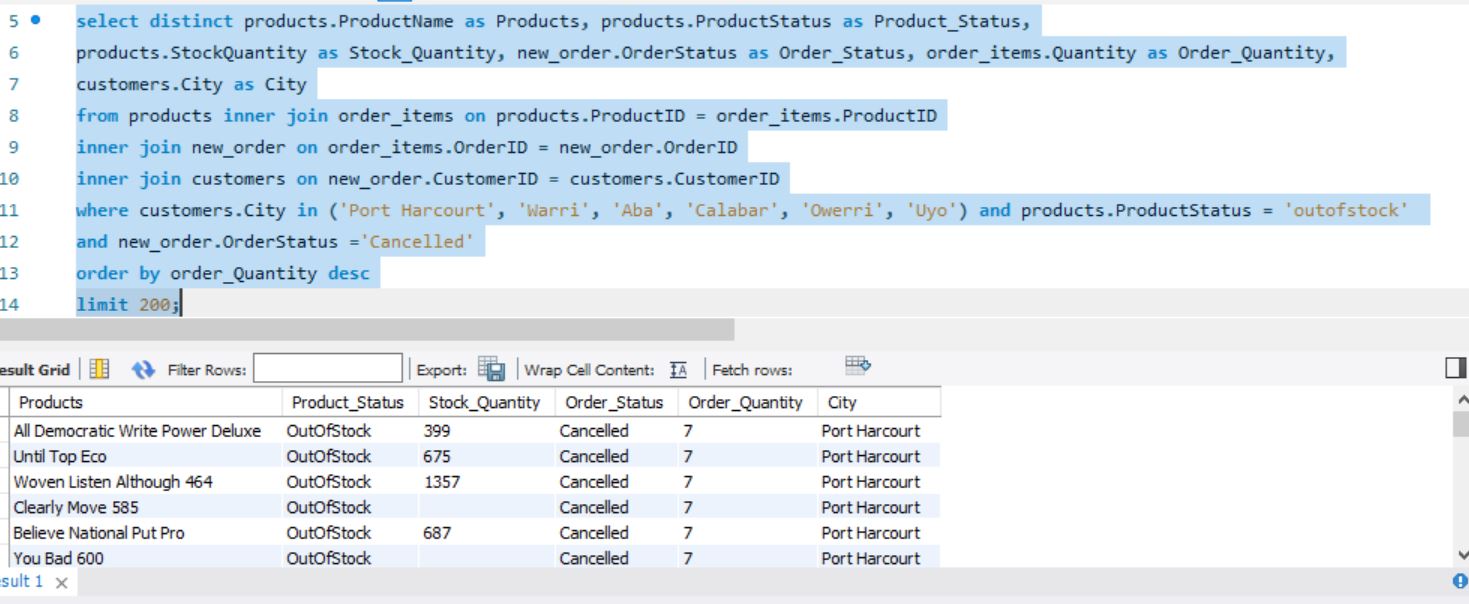 5 select distinct products.ProductName as Products, products.ProductStatus as Product_Status,
6 products.StockQuantity as Stock_Quantity, new_order.OrderStatus as Order_Status, order_items.Quantity as Order_Quantity,
7 customers.City as City
8 from products inner join order_items on products.ProductID = order_items.ProductID
9 inner join new_order on order_items.OrderID = new_order.OrderID
10 inner join customers on new_order.CustomerID = customers.CustomerID
11 where customers.City in ('Port Harcourt', 'Warri', 'Aba', 'Calabar', 'Owerri', 'Uyo') and products.ProductStatus = 'outofstock'
12 and new_order.OrderStatus ='Cancelled'
13 order by order_Quantity desc
14 limit 200;
esult Grid Filter Rows: Export: Wrap Cell Content: IA Fetch rows:
Products Product_Status Stock_Quantity Order_Status Order_Quantity City
All Democratic Write Power Deluxe OutOfStock 399 Cancelled 7 Port Harcourt
Until Top Eco OutOfStock 675 Cancelled 7 Port Harcourt
Woven Listen Although 464 OutOfStock 1357 Cancelled 7 Port Harcourt
Clearly Move 585 OutOfStock Cancelled 7 Port Harcourt
Believe National Put Pro OutOfStock 687 Cancelled 7 Port Harcourt
You Bad 600 OutOfStock Cancelled 7 Port Harcourt
esult 1